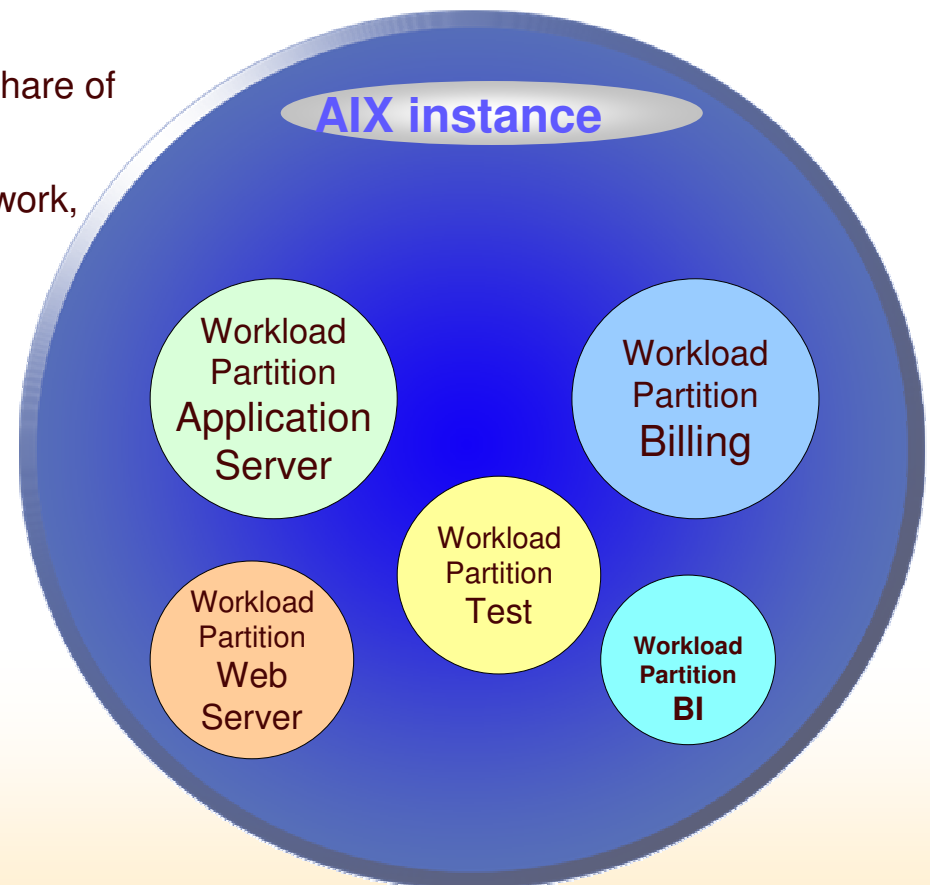 hare of
AIX instance
work,
Workload
Partition
Application
Server
Workload
Partition
Billing
Workload
Partition
Test
Workload
Partition
Web
Server
Workload
Partition
BI